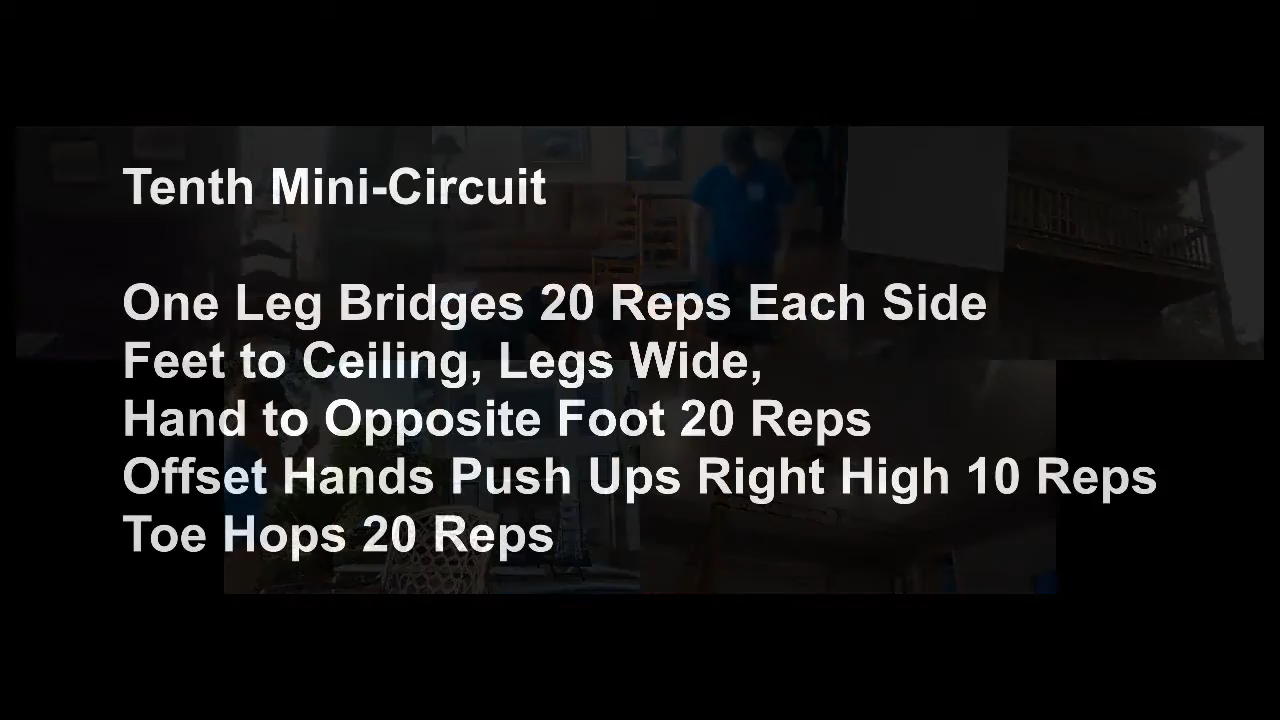 Tenth Mini-Circuit
One Leg Bridges 20 Reps Each Side
Feet to Ceiling, Legs Wide,
Hand to Opposite Foot 20 Reps
Offset Hands Push Ups Right High 10 Reps
Toe Hops 20 Reps